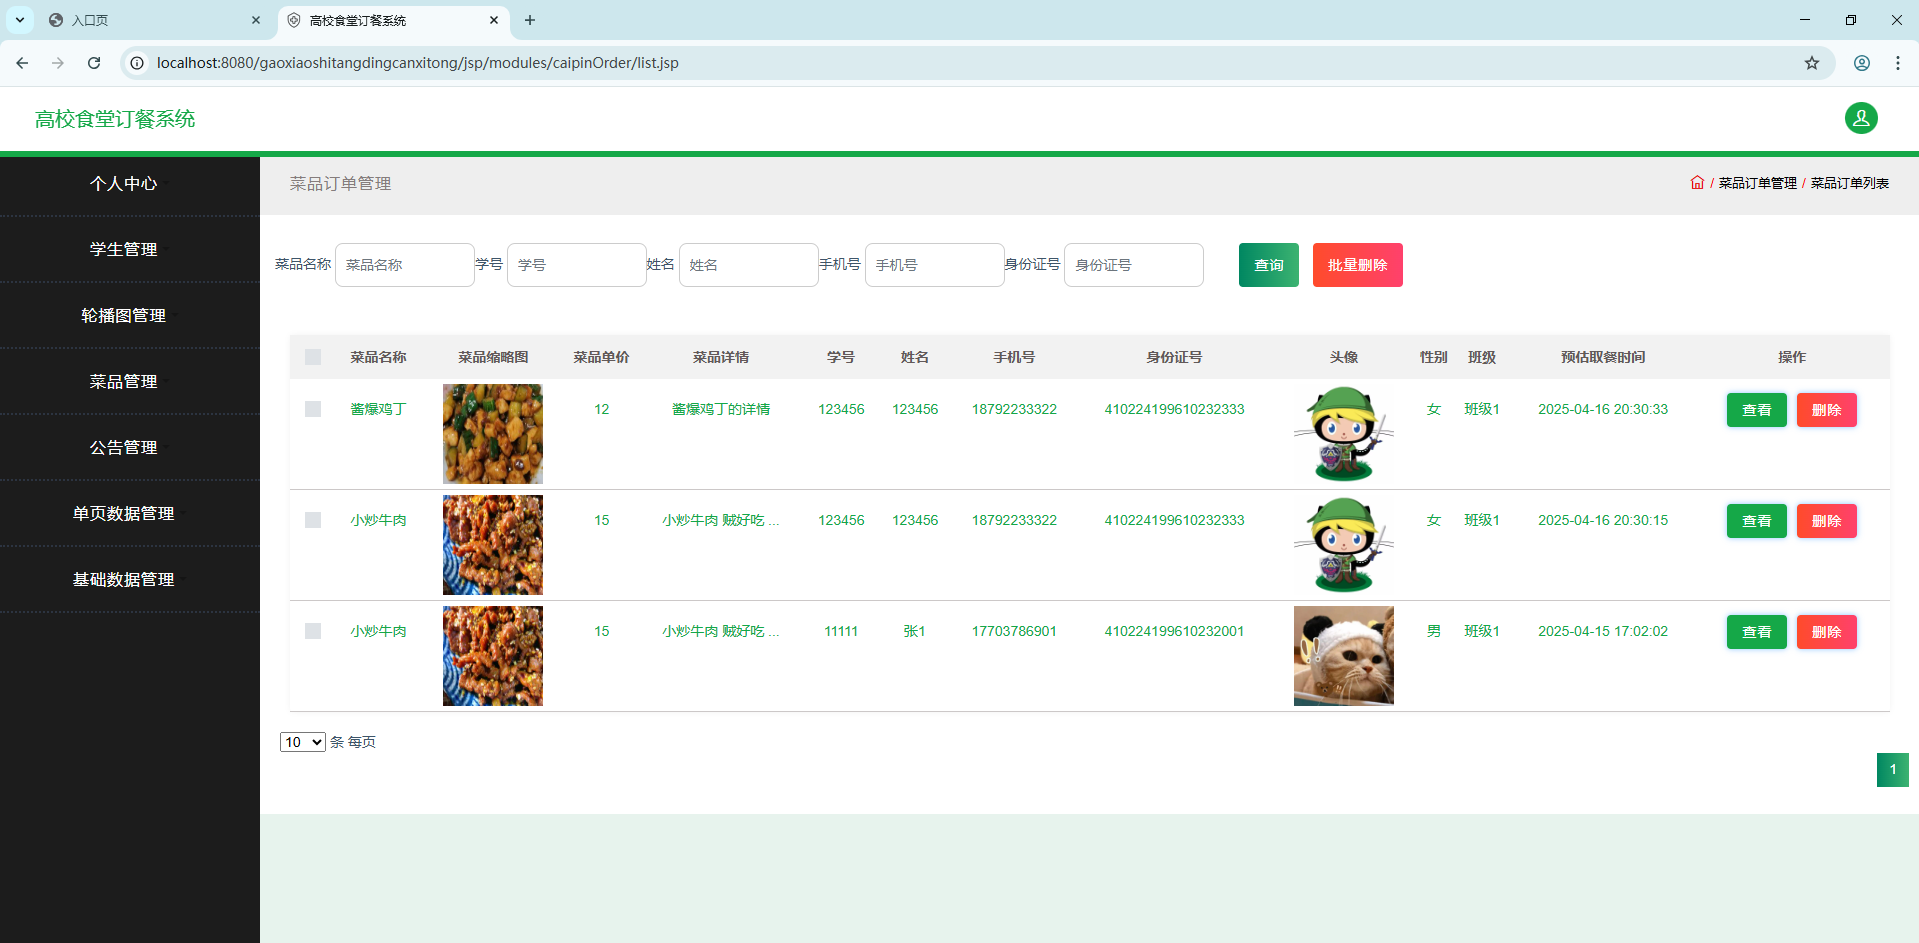 入口页
高校食堂订餐系统
localhost:8080/gaoxiaoshitangdingcanxitong/jsp/modules/caipinOrder/list.jsp
高校食堂订餐系统
个人中心
学生管理
轮播图管理
菜品管理
公告管理
单页数据管理
基础数据管理
菜品订单管理
/ 菜品订单管理 / 菜品订单列表
菜品名称 菜品名称 学号 学号 姓名 姓名 手机号 手机号 身份证号 身份证号 查询 批量删除
菜品名称 菜品缩略图 菜品单价 菜品详情 学号 姓名 手机号 身份证号 头像 性别 班级 预估取餐时间 操作
酱爆鸡丁 12 酱爆鸡丁的详情 123456 123456 18792233322 410224199610232333 女 班级1 2025-04-16 20:30:33 查看 删除
小炒牛肉 15 小炒牛肉 贼好吃 ... 123456 123456 18792233322 410224199610232333 女 班级1 2025-04-16 20:30:15 查看 删除
小炒牛肉 15 小炒牛肉 贼好吃 ... 11111 张1 17703786901 410224199610232001 男 班级1 2025-04-15 17:02:02 查看 删除
10 条 每页
1